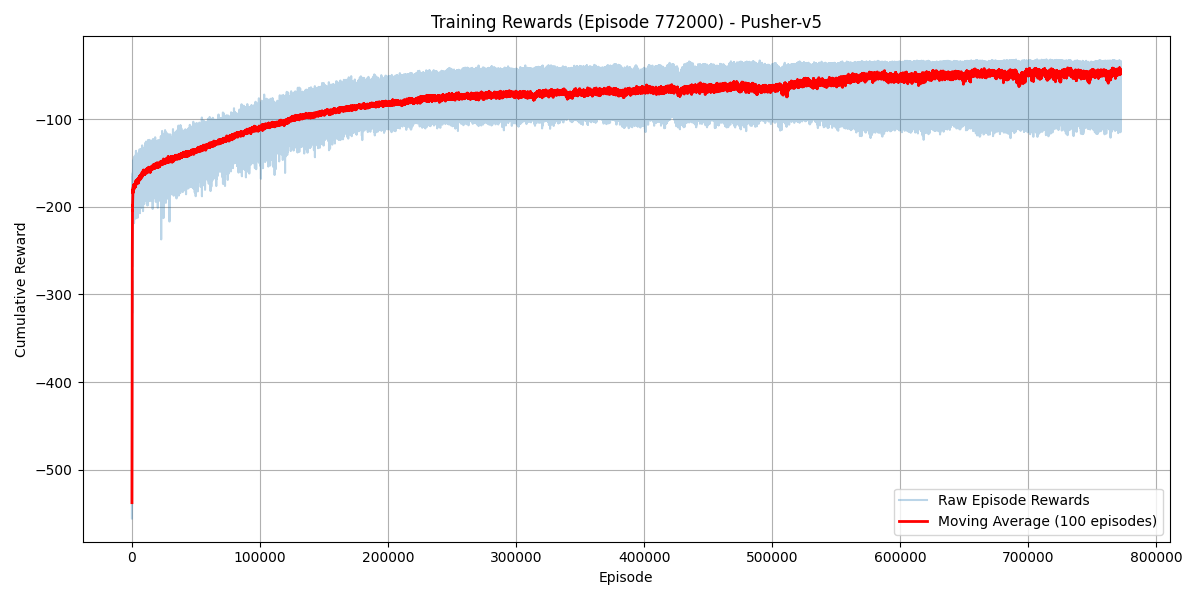 Training Rewards (Episode 772000) - Pusher-v5
Cumulative Reward
−100
−200
−300
−400
−500
0 100000 200000 300000 400000 500000 600000 700000 800000
Episode
Raw Episode Rewards
Moving Average (100 episodes)